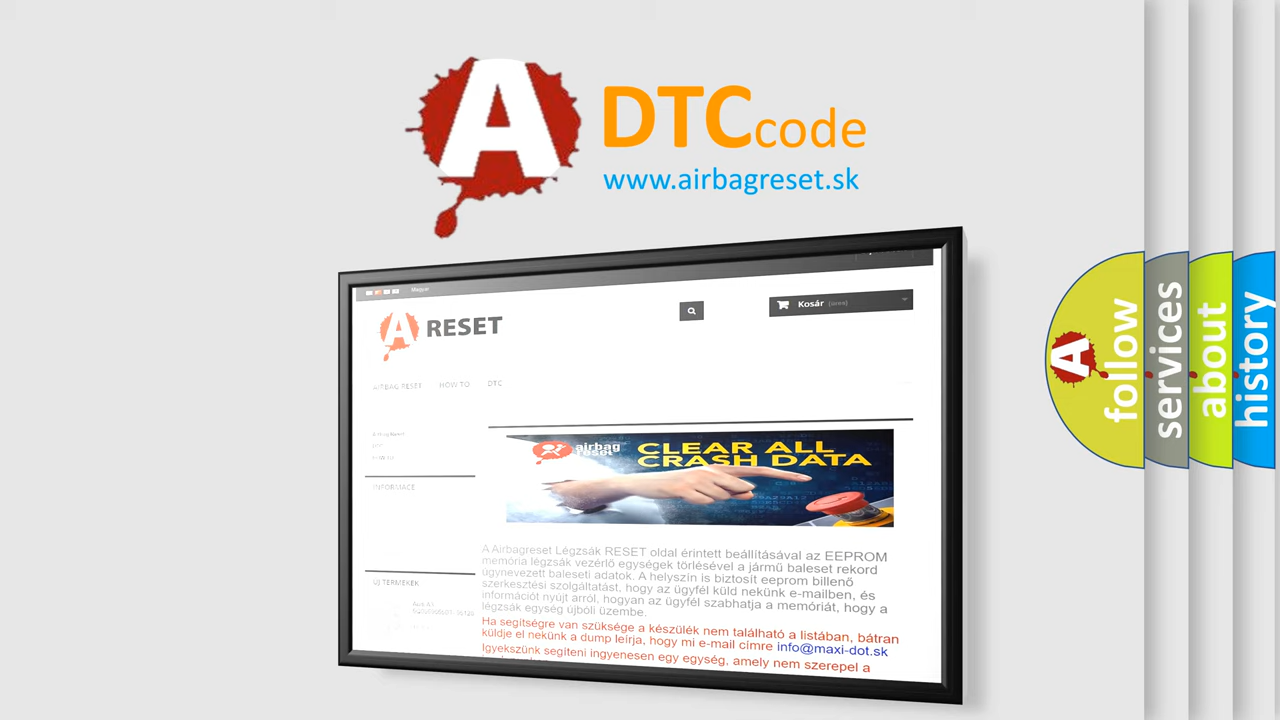 A DTCcode
www.airbagreset.sk
Magyar
A RESET
Kosár (üres)
AIRBAG RESET HOW TO DTC
INFORMACE
airbag
reset
CLEAR ALL
CRASH DATA
A Airbagreset Légzsák RESET oldal érintett beállításával az EEPROM
memória légzsák vezérlő egységek törlésével a jármű baleset rekord
úgynevezett baleseti adatok. A helyszín is biztosít eeprom billenő
szerkesztési szolgáltatást, hogy az ügyfél küld nekünk e-mailben, és
információt nyújt arról, hogyan az ügyfél szabhatja a memóriát, hogy a
légzsák egység újbóli üzembe.
Ha segítségre van szüksége a készülék nem található a listában, bátran
küldje el nekünk a dump leírja, hogy mi e-mail címre info@maxi-dot.sk
Igyekszünk segíteni ingyenesen egy egység, amely nem szerepel a
ÚJ TERMÉKEK
A follow
services
about
history